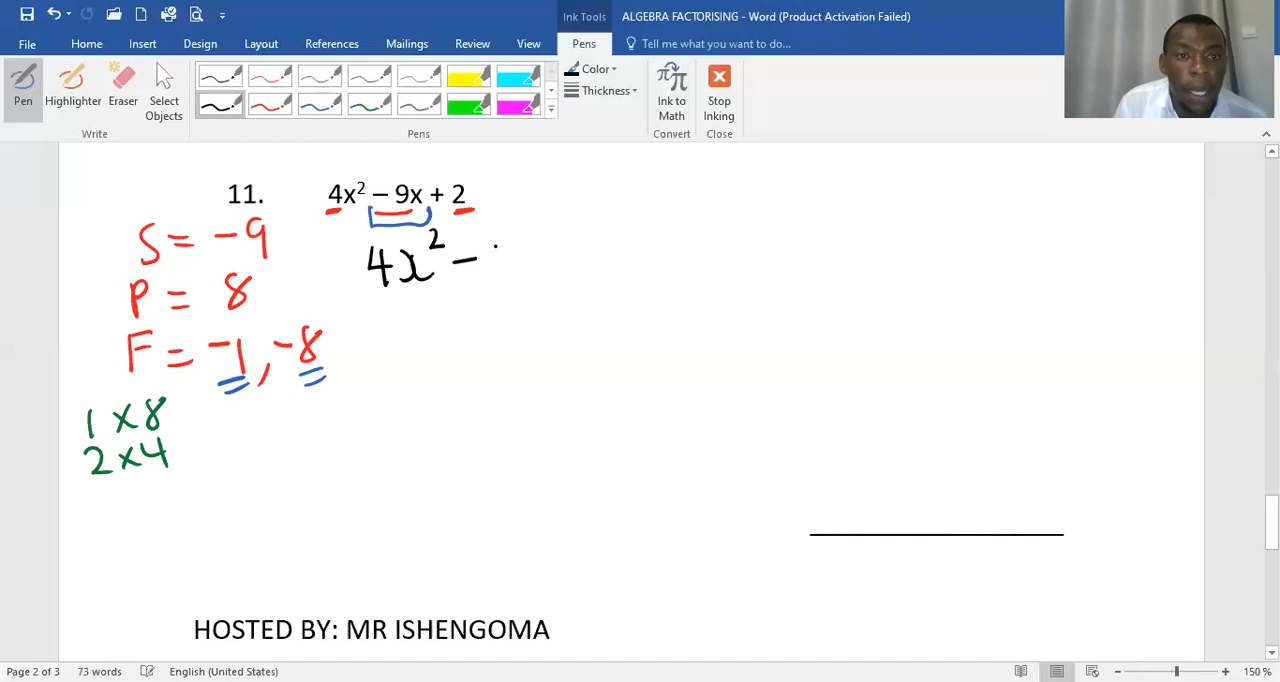 Ink Tools
ALGEBRA FACTORISING - Word (Product Activation Failed)
File Home Insert Design Layout References Mailings Review View Pens Tell me what you want to do...
Pen Highlighter Eraser Select Objects
Color
Thickness
Ink to Math
Stop Inking
Write Pens Convert Close
11. 4x² – 9x + 2
S = -9
4x² -
P = 8
F = -1, -8
1 x 8
2 x 4
HOSTED BY: MR ISHENGOMA
Page 2 of 3 73 words English (United States) 150 %